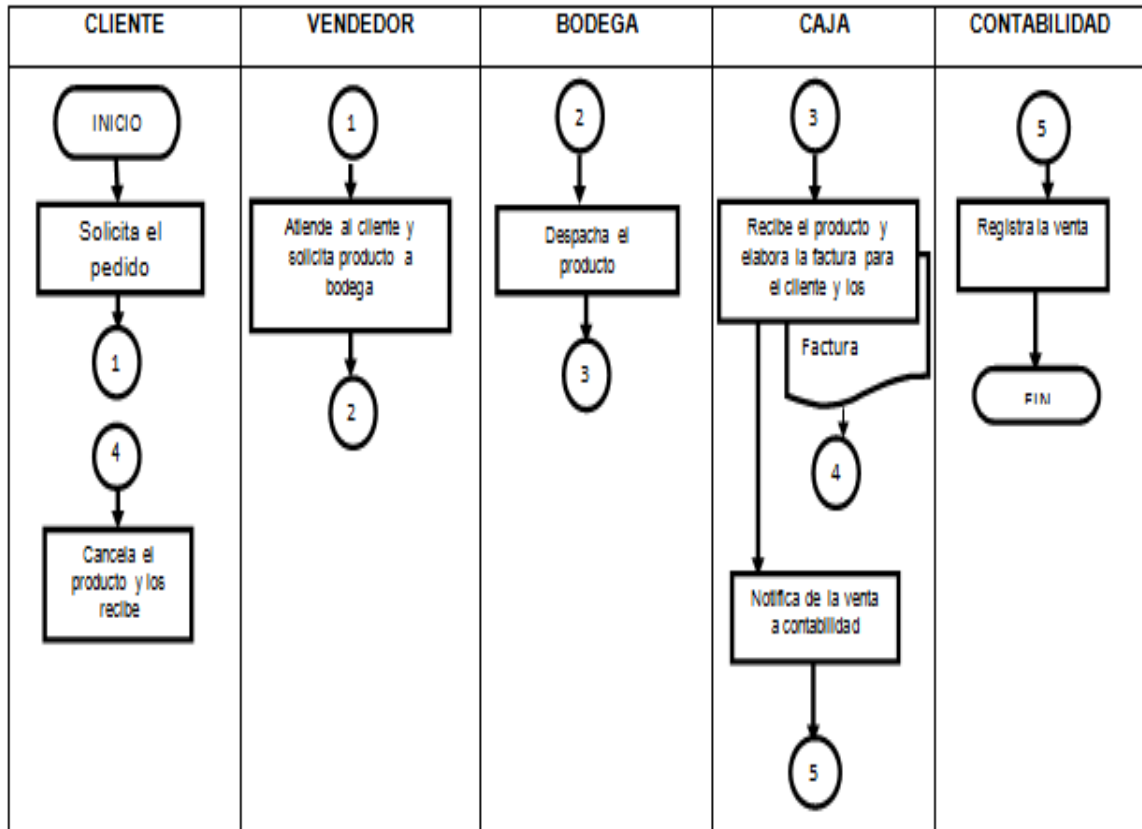 CLIENTE
VENDEDOR
BODEGA
CAJA
CONTABILIDAD
INICIO
Solicita el
pedido
1
4
Cancela el
producto y los
recibe
1
Atiende al cliente y
solicita producto a
bodega
2
2
Despacha el
producto
3
3
Recibe el producto y
elabora la factura para
el cliente y los
Factura
4
Notifica de la venta
a contabilidad
5
5
Registra la venta
FIN